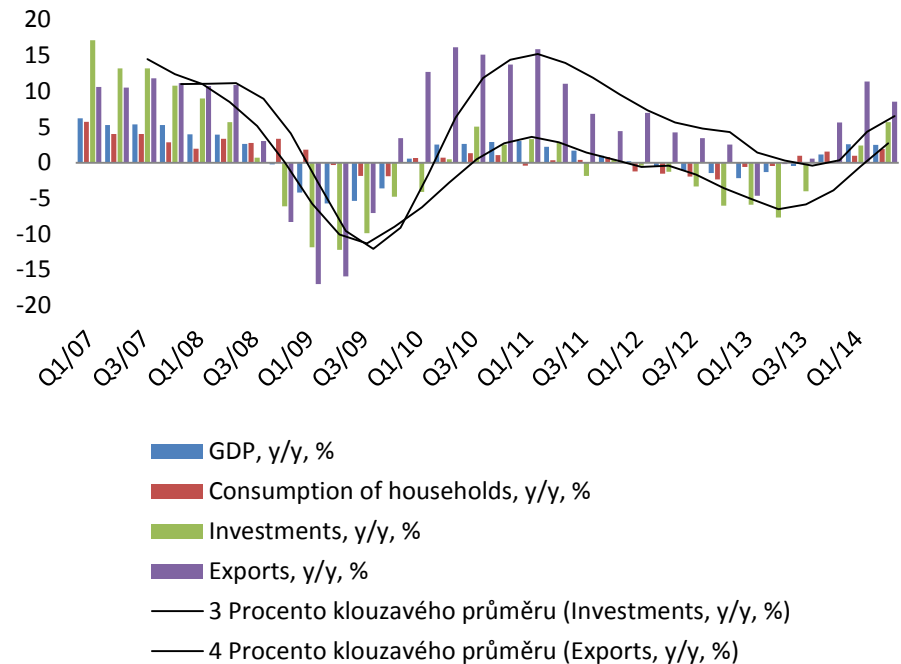 20
15
10
5
0
-5
-10
-15
-20
Q1/07 Q3/07 Q1/08 Q3/08 Q1/09 Q3/09 Q1/10 Q3/10 Q1/11 Q3/11 Q1/12 Q3/12 Q1/13 Q3/13 Q1/14
GDP, y/y, %
Consumption of households, y/y, %
Investments, y/y, %
Exports, y/y, %
3 Procento klouzavého průměru (Investments, y/y, %)
4 Procento klouzavého průměru (Exports, y/y, %)